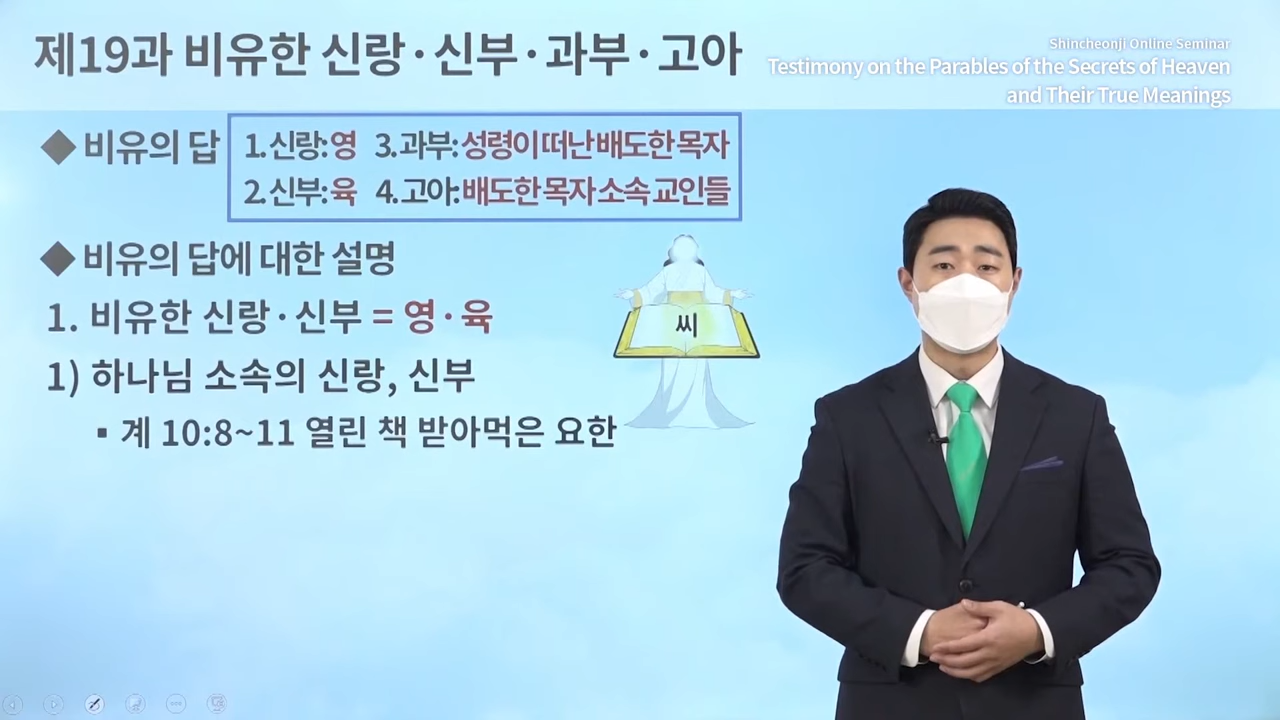 제19과 비유한 신랑·신부·과부·고아
Shincheonji Online Seminar
Testimony on the Parables of the Secrets of Heaven
and Their True Meanings
◆ 비유의 답
1. 신랑: 영 3. 과부: 성령이 떠난 배도한 목자
2. 신부: 육 4. 고아: 배도한 목자 소속 교인들
◆ 비유의 답에 대한 설명
1. 비유한 신랑·신부 = 영·육
씨
1) 하나님 소속의 신랑, 신부
▪ 계 10:8~11 열린 책 받아먹은 요한